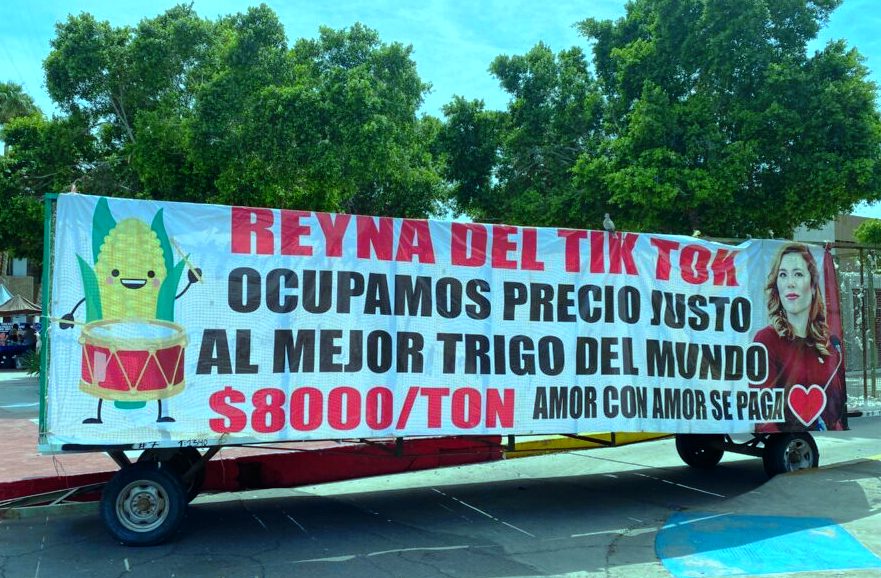 REYNA DEL TIK TOK
OCUPAMOS PRECIO JUSTO
AL MEJOR TRIGO DEL MUNDO
$8000/TON AMOR CON AMOR SE PAGA